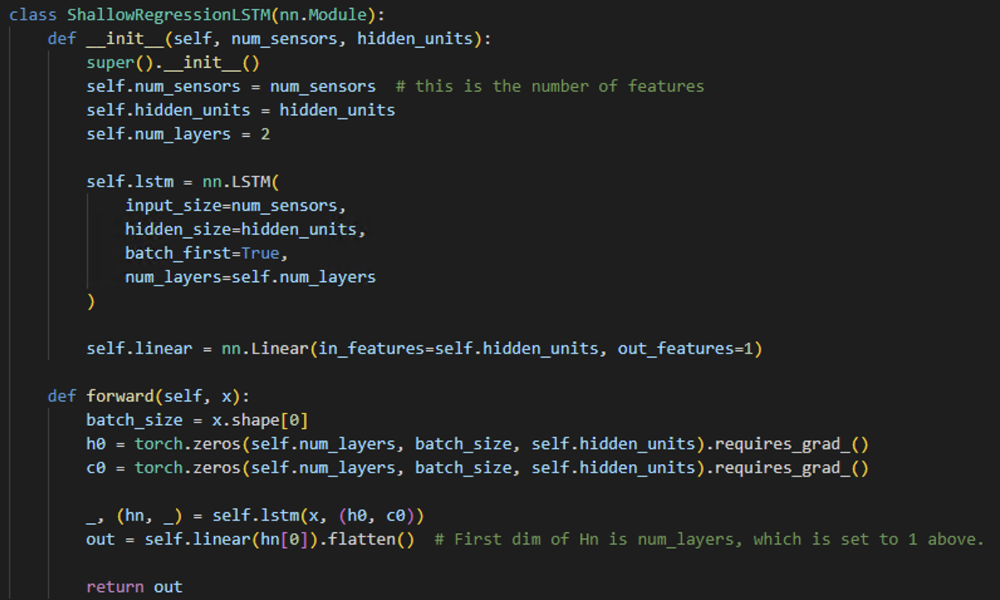 class ShallowRegressionLSTM(nn.Module):
    def __init__(self, num_sensors, hidden_units):
        super().__init__()
        self.num_sensors = num_sensors  # this is the number of features
        self.hidden_units = hidden_units
        self.num_layers = 2

        self.lstm = nn.LSTM(
            input_size=num_sensors,
            hidden_size=hidden_units,
            batch_first=True,
            num_layers=self.num_layers
        )

        self.linear = nn.Linear(in_features=self.hidden_units, out_features=1)

    def forward(self, x):
        batch_size = x.shape[0]
        h0 = torch.zeros(self.num_layers, batch_size, self.hidden_units).requires_grad_()
        c0 = torch.zeros(self.num_layers, batch_size, self.hidden_units).requires_grad_()

        _, (hn, _) = self.lstm(x, (h0, c0))
        out = self.linear(hn[0]).flatten()  # First dim of Hn is num_layers, which is set to 1 above.

        return out